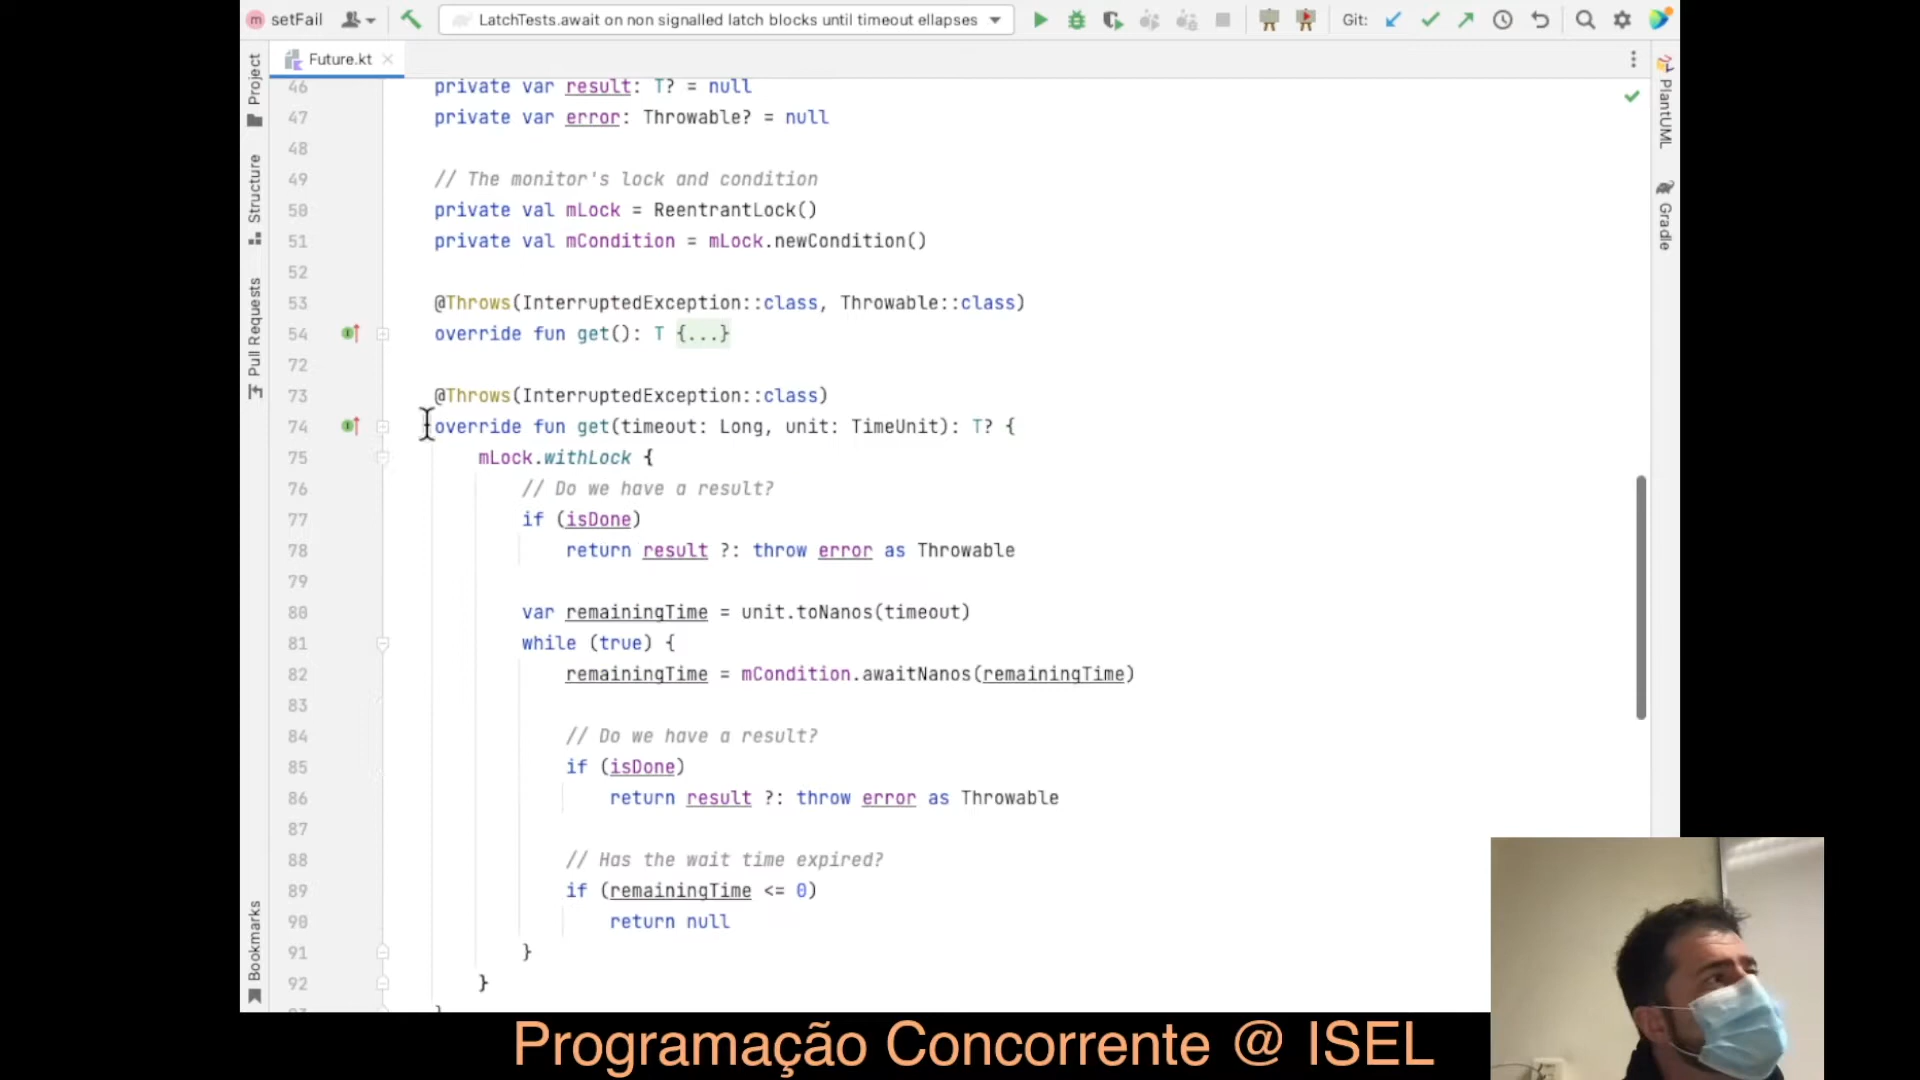 setFail
LatchTests.await on non signalled latch blocks until timeout ellapses
Git:
Future.kt
Project
Structure
Pull Requests
Bookmarks
PlantUML
Gradle
46 private var result: T? = null
47 private var error: Throwable? = null
48
49 // The monitor's lock and condition
50 private val mLock = ReentrantLock()
51 private val mCondition = mLock.newCondition()
52
53 @Throws(InterruptedException::class, Throwable::class)
54 override fun get(): T {...}
72
73 @Throws(InterruptedException::class)
74 override fun get(timeout: Long, unit: TimeUnit): T? {
75 mLock.withLock {
76 // Do we have a result?
77 if (isDone)
78 return result ?: throw error as Throwable
79
80 var remainingTime = unit.toNanos(timeout)
81 while (true) {
82 remainingTime = mCondition.awaitNanos(remainingTime)
83
84 // Do we have a result?
85 if (isDone)
86 return result ?: throw error as Throwable
87
88 // Has the wait time expired?
89 if (remainingTime <= 0)
90 return null
91 }
92 }
Programação Concorrente @ ISEL